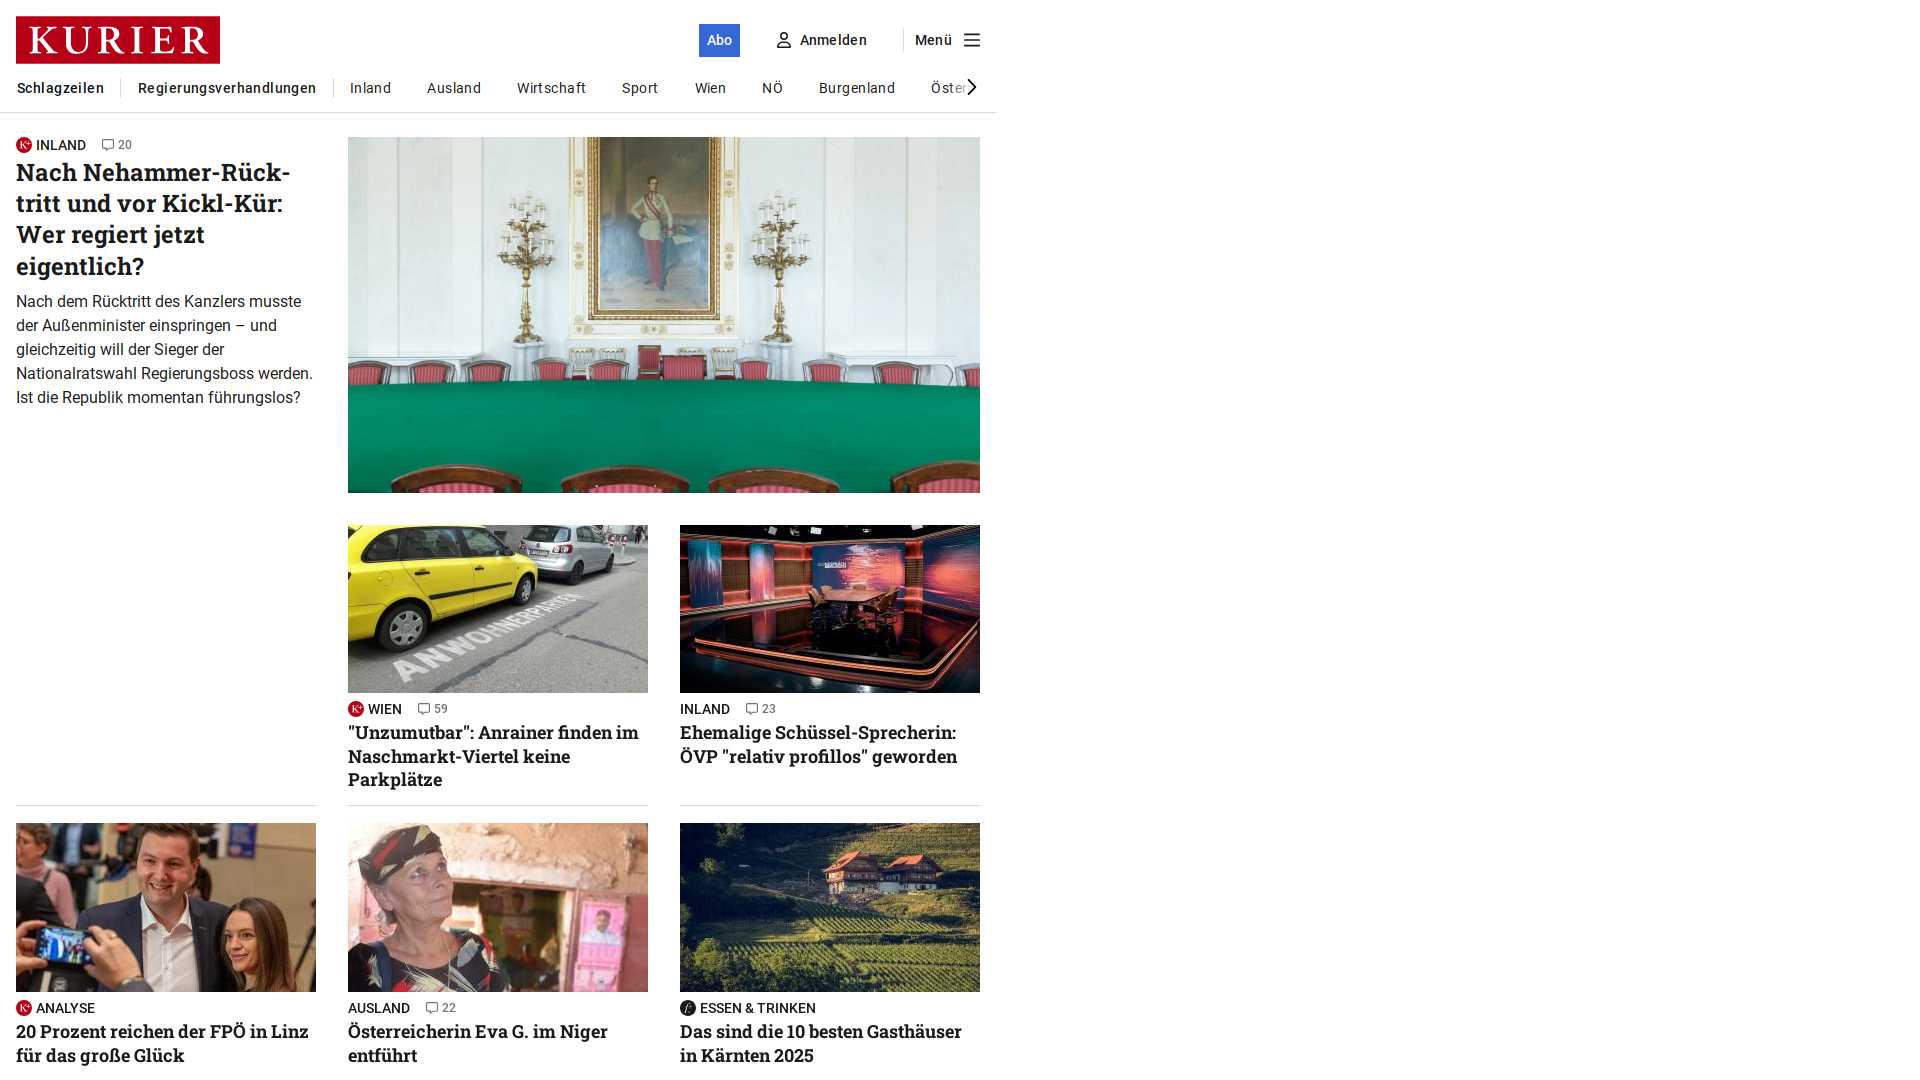 KURIER
Abo
Anmelden
Menü
Schlagzeilen
Regierungsverhandlungen
Inland
Ausland
Wirtschaft
Sport
Wien
NÖ
Burgenland
Öster
INLAND 20
Nach Nehammer-Rück-
tritt und vor Kickl-Kür:
Wer regiert jetzt
eigentlich?
Nach dem Rücktritt des Kanzlers musste
der Außenminister einspringen – und
gleichzeitig will der Sieger der
Nationalratswahl Regierungsboss werden.
Ist die Republik momentan führungslos?
ANWOHNERPARKEN
WIEN 59
"Unzumutbar": Anrainer finden im
Naschmarkt-Viertel keine
Parkplätze
INLAND 23
Ehemalige Schüssel-Sprecherin:
ÖVP "relativ profillos" geworden
ANALYSE
20 Prozent reichen der FPÖ in Linz
für das große Glück
AUSLAND 22
Österreicherin Eva G. im Niger
entführt
ESSEN & TRINKEN
Das sind die 10 besten Gasthäuser
in Kärnten 2025